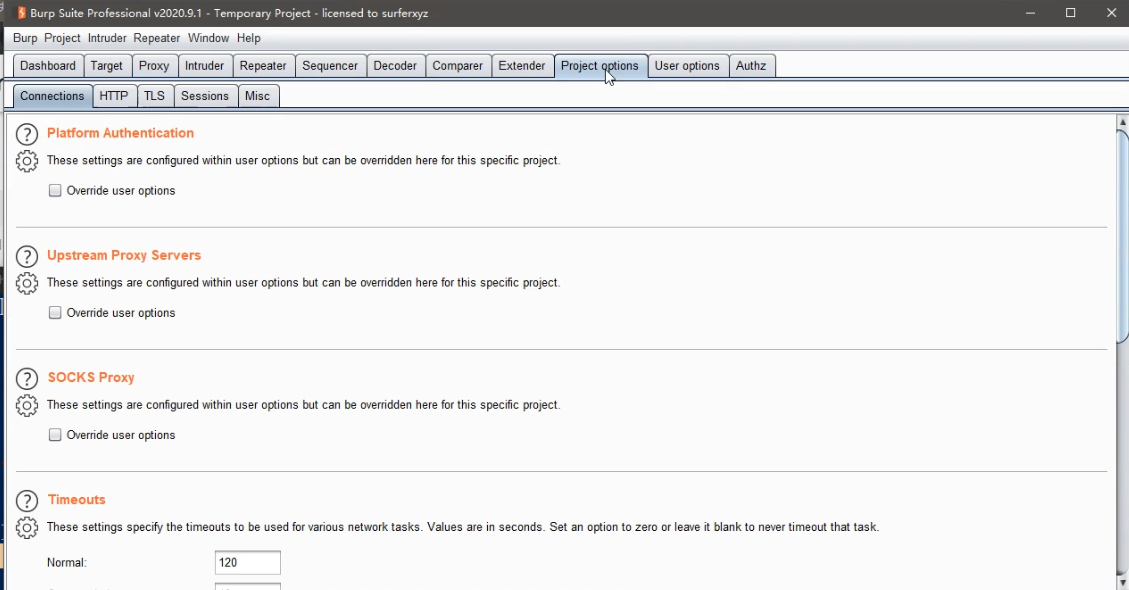 Burp Suite Professional v2020.9.1 - Temporary Project - licensed to surferxyz
Burp Project Intruder Repeater Window Help
Dashboard Target Proxy Intruder Repeater Sequencer Decoder Comparer Extender Project options User options Authz
Connections HTTP TLS Sessions Misc
Platform Authentication
These settings are configured within user options but can be overridden here for this specific project.
Override user options
Upstream Proxy Servers
These settings are configured within user options but can be overridden here for this specific project.
Override user options
SOCKS Proxy
These settings are configured within user options but can be overridden here for this specific project.
Override user options
Timeouts
These settings specify the timeouts to be used for various network tasks. Values are in seconds. Set an option to zero or leave it blank to never timeout that task.
Normal: 120